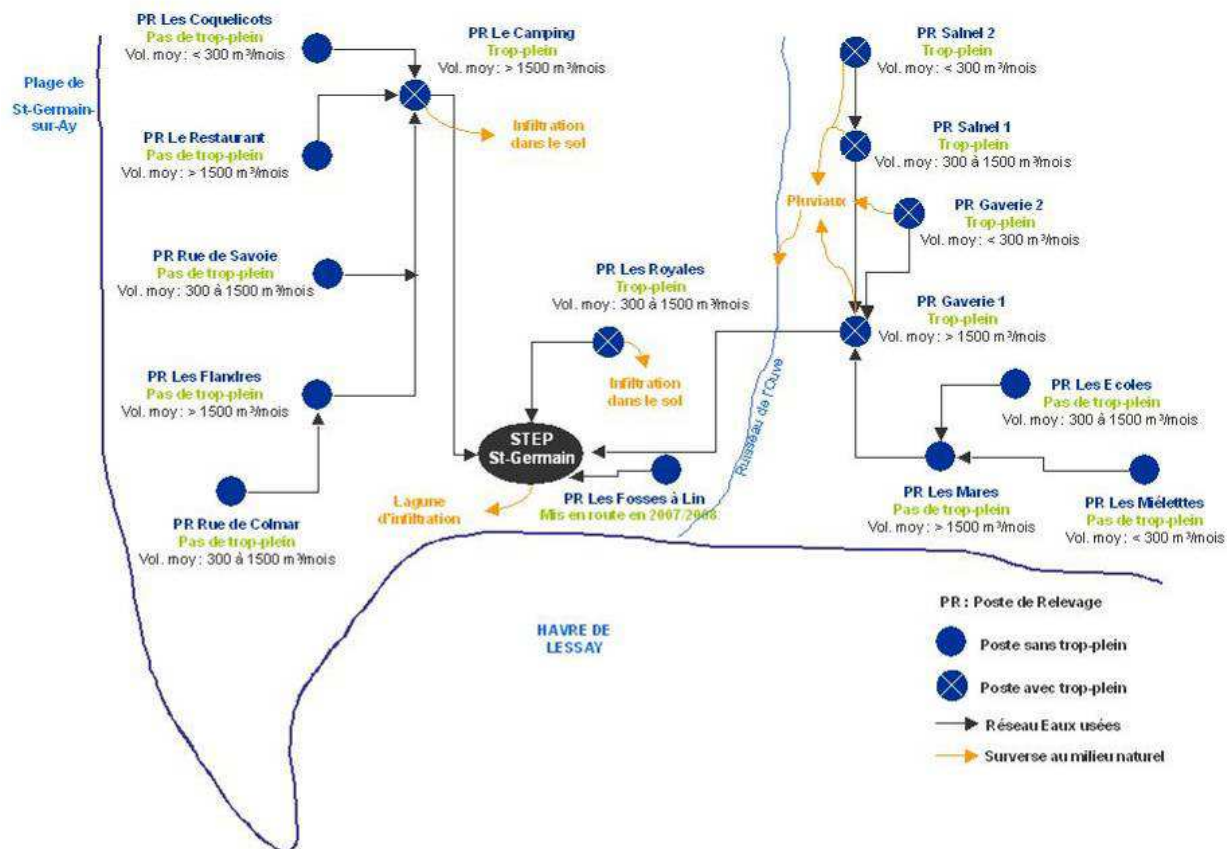 PR Les Coquelicots
Pas de trop-plein
Vol. moy : < 300 m³/mois
PR Le Camping
Trop-plein
Vol. moy : > 1500 m³/mois
PR Salnel 2
Trop-plein
Vol. moy : < 300 m³/mois
Plage de
St-Germain-
sur-Ay
PR Le Restaurant
Pas de trop-plein
Vol. moy : > 1500 m³/mois
Infiltration
dans le sol
PR Salnel 1
Trop-plein
Vol. moy : 300 à 1500 m³/mois
Pluviaux
PR Gaverie 2
Trop-plein
Vol. moy : < 300 m³/mois
PR Rue de Savoie
Pas de trop-plein
Vol. moy : 300 à 1500 m³/mois
PR Les Royales
Trop-plein
Vol. moy : 300 à 1500 m³/mois
PR Gaverie 1
Trop-plein
Vol. moy : > 1500 m³/mois
PR Les Flandres
Pas de trop-plein
Vol. moy : > 1500 m³/mois
Infiltration
dans le sol
Ruisseau de l'Ouve
PR Les Ecoles
Pas de trop-plein
Vol. moy : 300 à 1500 m³/mois
STEP
St-Germain
PR Les Fosses à Lin
Mis en route en 2007/2008
Lagune
d'infiltration
PR Rue de Colmar
Pas de trop-plein
Vol. moy : 300 à 1500 m³/mois
PR Les Mares
Pas de trop-plein
Vol. moy : > 1500 m³/mois
PR Les Miéletttes
Pas de trop-plein
Vol. moy : < 300 m³/mois
HAVRE DE
LESSAY
PR : Poste de Relevage
Poste sans trop-plein
Poste avec trop-plein
Réseau Eaux usées
Surverse au milieu naturel